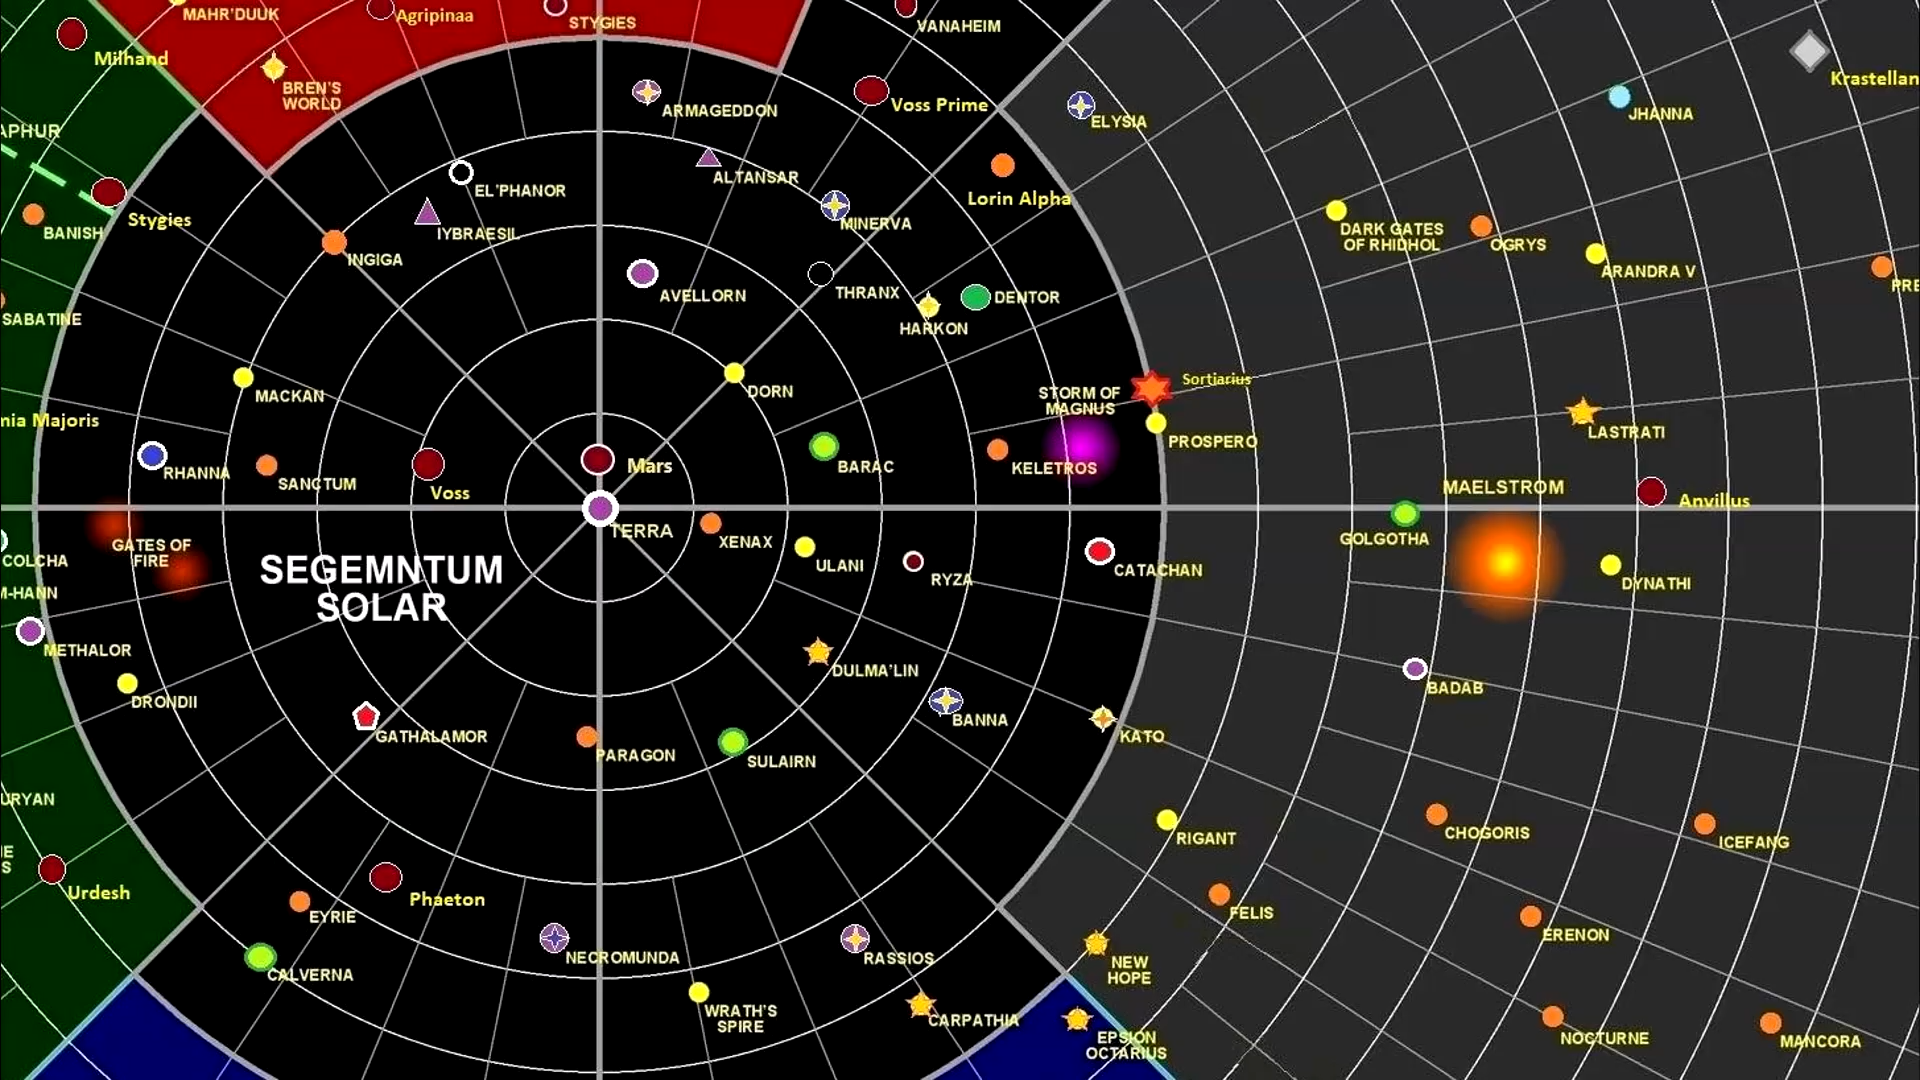 MAHR'DUUK
Agripinaa
STYGIES
VANAHEIM
Milhand
BREN'S
WORLD
ARMAGEDDON
Voss Prime
ELYSIA
JHANNA
Krastellan
APHUR
EL'PHANOR
ALTANSAR
Lorin Alpha
DARK GATES
OF RHIDHOL
OGRYS
BANISH
Stygies
IYBRAESIL
MINERVA
INGIGA
ARANDRA V
PRE
SABATINE
AVELLORN
THRANX
DENTOR
HARKON
MACKAN
DORN
STORM OF
MAGNUS
Sortiarius
PROSPERO
LASTRATI
nia Majoris
RHANNA
SANCTUM
Voss
Mars
BARAC
KELETROS
MAELSTROM
Anvillus
TERRA
XENAX
GOLGOTHA
COLCHA
GATES OF
FIRE
SEGEMNTUM
SOLAR
ULANI
RYZA
CATACHAN
DYNATHI
M-HANN
METHALOR
DULMA'LIN
BADAB
DRONDII
GATHALAMOR
PARAGON
SULAIRN
BANNA
KATO
URYAN
RIGANT
CHOGORIS
ICEFANG
IE
S
Urdesh
EYRIE
Phaeton
FELIS
ERENON
CALVERNA
NECROMUNDA
RASSIOS
NEW
HOPE
WRATH'S
SPIRE
CARPATHIA
EPSION
OCTARIUS
NOCTURNE
MANCORA